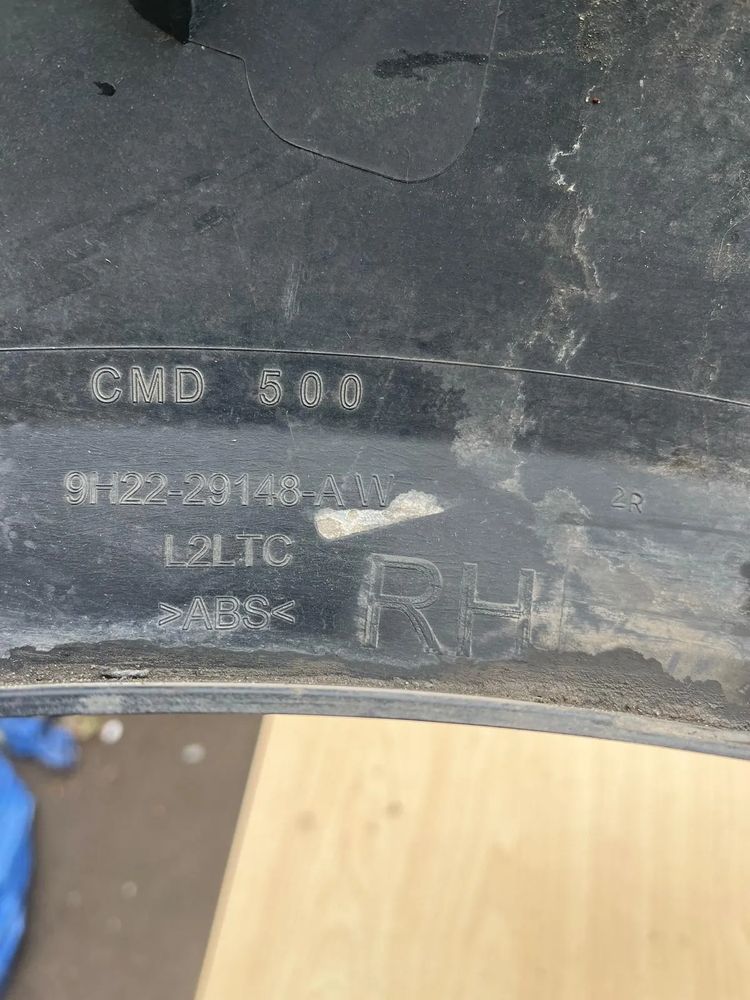 CMD 500
9H22-29148-AW
2R
L2LTC
>ABS<
RH